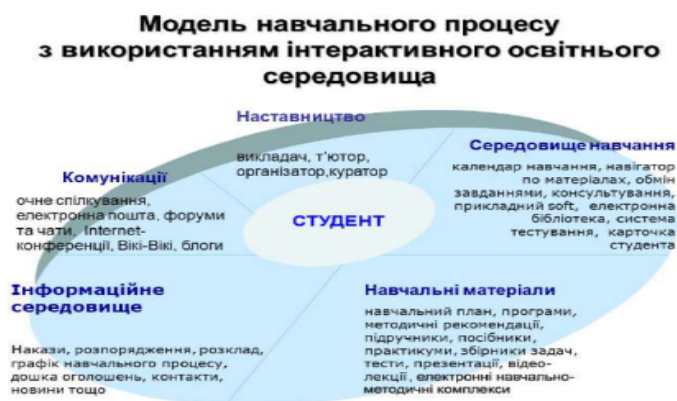 Модель навчального процесу
з використанням інтерактивного освітнього
середовища
Наставництво
викладач, т'ютор,
організатор,куратор
Середовище навчання
календар навчання, навігатор
по матеріалах, обмін
завданнями, консультування,
прикладний soft, електронна
бібліотека, система
тестування, карточка
студента
Комунікації
очне спілкування,
електронна пошта, форуми
та чати, Internet-
конференції, Вікі-Вікі, блоги
СТУДЕНТ
Інформаційне
середовище
Накази, розпорядження, розклад,
графік навчального процесу,
дошка оголошень, контакти,
новини тощо
Навчальні матеріали
навчальний план, програми,
методичні рекомендації,
підручники, посібники,
практикуми, збірники задач,
тести, презентації, відео-
лекції, електронні навчально-
методичні комплекси